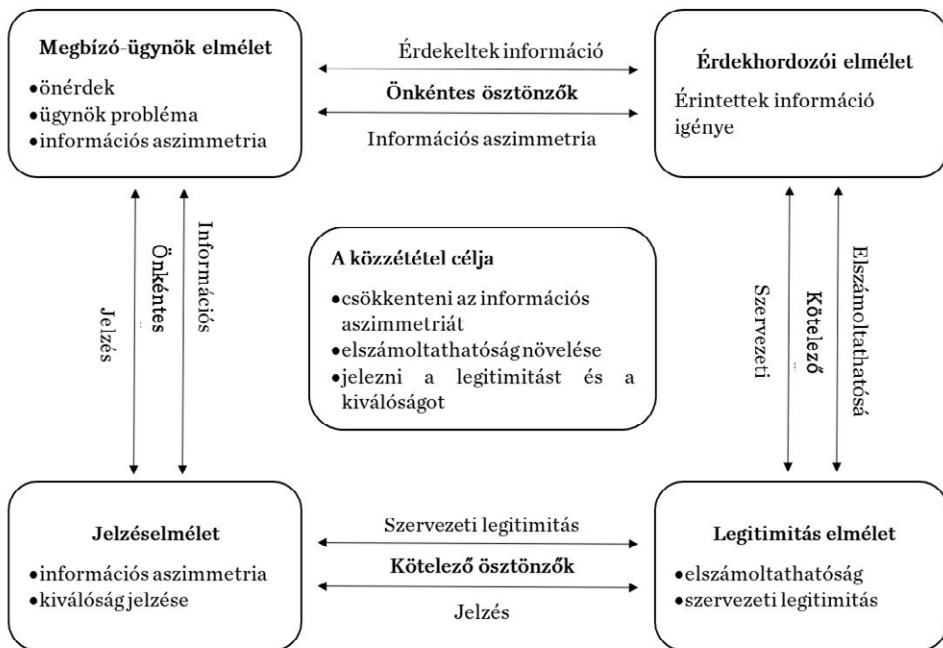 Megbízó-ügynök elmélet
•önérdek
•ügynök probléma
•információs aszimmetria
Érdekeltek információ
Önkéntes ösztönzők
Információs aszimmetria
Érdekhordozói elmélet
Érintettek információ
igénye
Jelzés
Önkéntes
Információs
A közzététel célja
•csökkenteni az információs
aszimmetriát
•elszámoltathatóság növelése
•jelezni a legitimitást és a
kiválóságot
Szervezeti
Kötelező
Elszámoltathatósá
Jelzéselmélet
•információs aszimmetria
•kiválóság jelzése
Szervezeti legitimitás
Kötelező ösztönzők
Jelzés
Legitimitás elmélet
•elszámoltathatóság
•szervezeti legitimitás